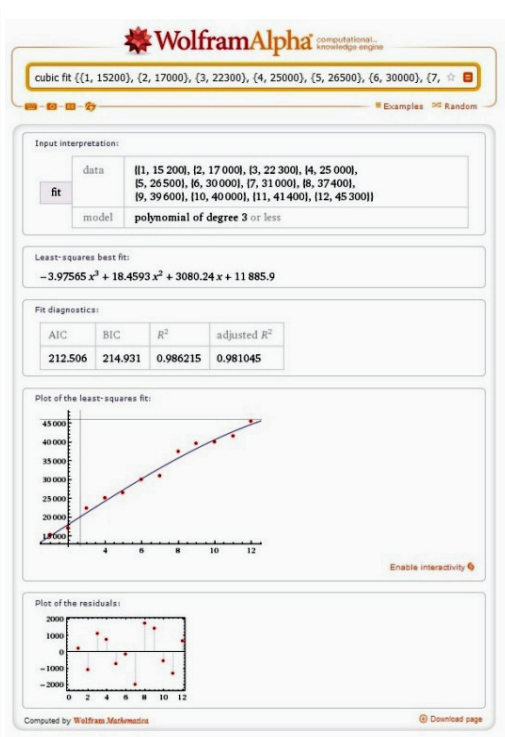 WolframAlpha computational... knowledge engine
cubic fit {{1, 15200}, {2, 17000}, {3, 22300}, {4, 25000}, {5, 26500}, {6, 30000}, {7,
Examples Random
Input interpretation:
fit
data
{{1, 15 200}, {2, 17 000}, {3, 22 300}, {4, 25 000},
{5, 26 500}, {6, 30 000}, {7, 31 000}, {8, 37 400},
{9, 39 600}, {10, 40 000}, {11, 41 400}, {12, 45 300}}
model
polynomial of degree 3 or less
Least-squares best fit:
−3.97565 x³ + 18.4593 x² + 3080.24 x + 11 885.9
Fit diagnostics:
AIC BIC R² adjusted R²
212.506 214.931 0.986215 0.981045
Plot of the least-squares fit:
45 000
40 000
35 000
30 000
25 000
20 000
15 000
4 6 8 10 12
Enable interactivity
Plot of the residuals:
2000
1000
0
−1000
−2000
0 2 4 6 8 10 12
Computed by Wolfram Mathematica
Download page